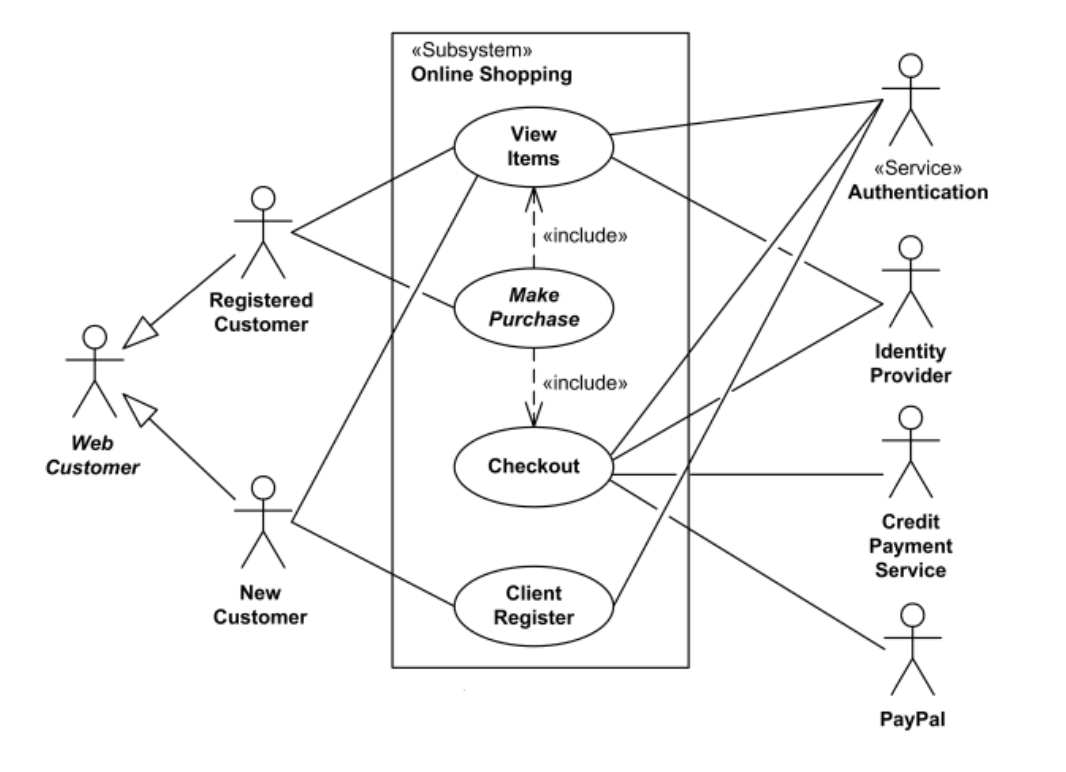 «Subsystem»
Online Shopping
View
Items
«include»
Make
Purchase
«include»
Checkout
Client
Register
Registered
Customer
Web
Customer
New
Customer
«Service»
Authentication
Identity
Provider
Credit
Payment
Service
PayPal